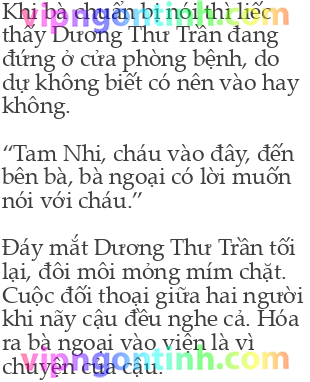 Khi bà chuẩn bị nói thì liếc
thấy Dương Thư Trần đang
đứng ở cửa phòng bệnh, do
dự không biết có nên vào hay
không.
“Tam Nhi, cháu vào đây, đến
bên bà, bà ngoại có lời muốn
nói với cháu.”
Đáy mắt Dương Thư Trần tối
lại, đôi môi mỏng mím chặt.
Cuộc đối thoại giữa hai người
khi nãy cậu đều nghe cả. Hóa
ra bà ngoại vào viện là vì
chuyện của cậu.
vipngontinh.com
vipngontinh.com